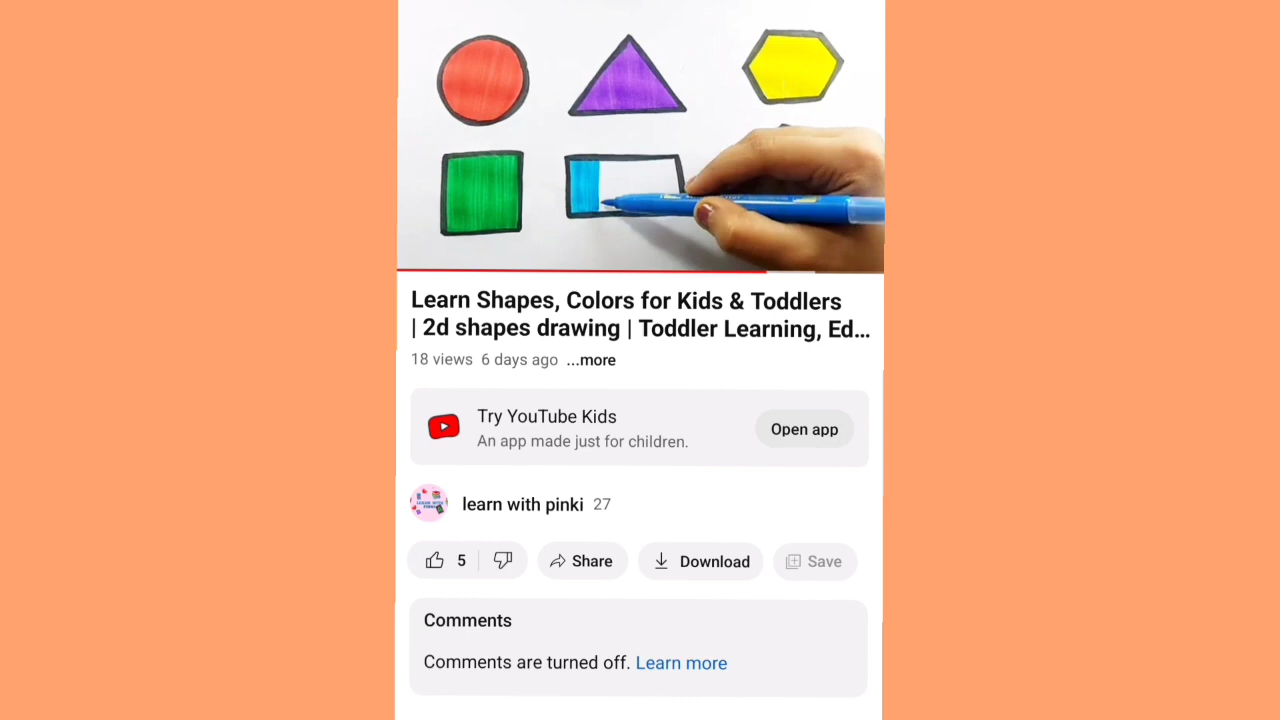 Learn Shapes, Colors for Kids & Toddlers
| 2d shapes drawing | Toddler Learning, Ed...
18 views 6 days ago ...more
Try YouTube Kids
An app made just for children.
Open app
learn with pinki 27
5 Share Download Save
Comments
Comments are turned off. Learn more